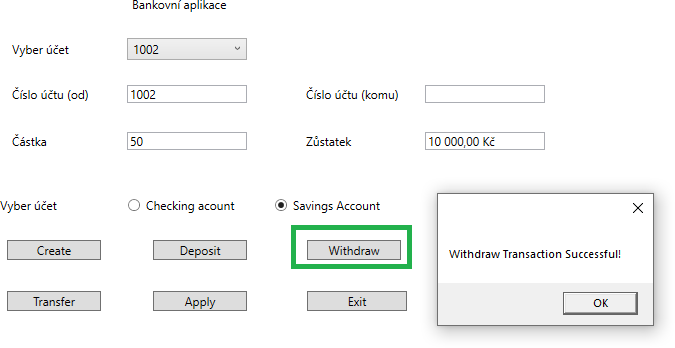 Bankovní aplikace
Vyber účet
1002
Číslo účtu (od)
1002
Číslo účtu (komu)
Částka
50
Zůstatek
10 000,00 Kč
Vyber účet
Checking acount
Savings Account
Create
Deposit
Withdraw
Withdraw Transaction Successful!
Transfer
Apply
Exit
OK